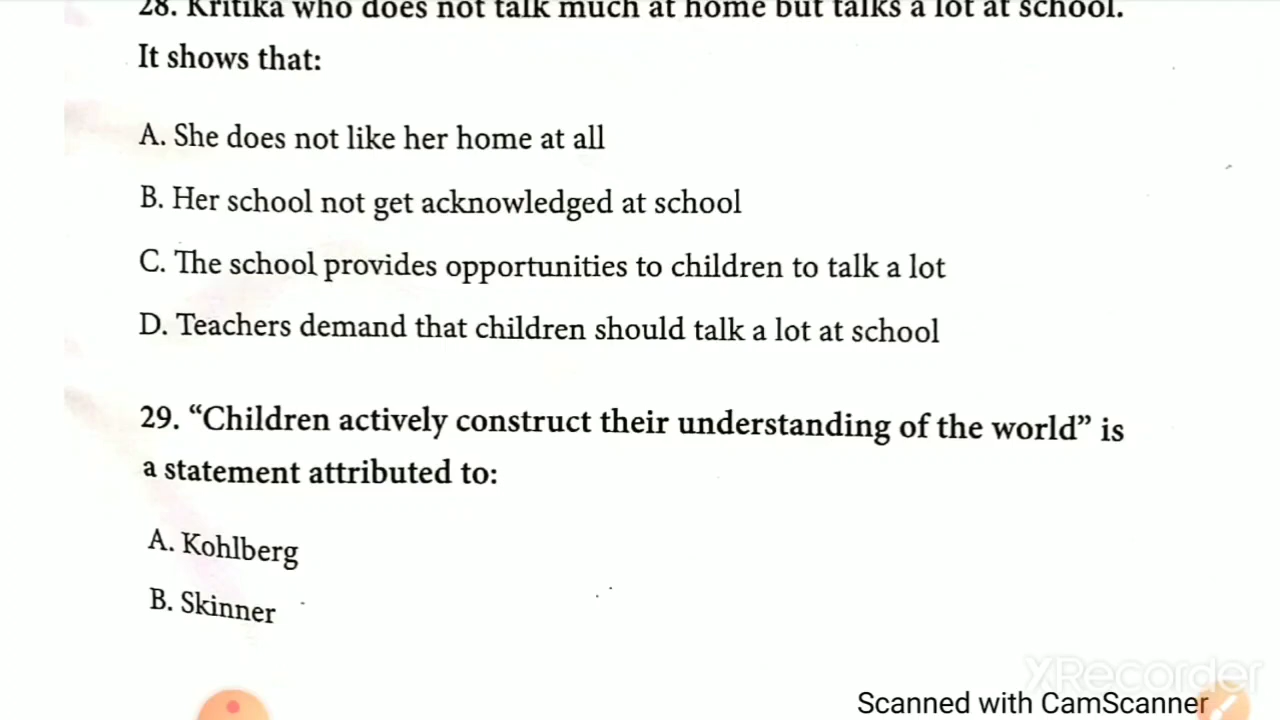 28. Kritika who does not talk much at home but talks a lot at school.
It shows that:
A. She does not like her home at all
B. Her school not get acknowledged at school
C. The school provides opportunities to children to talk a lot
D. Teachers demand that children should talk a lot at school
29. “Children actively construct their understanding of the world” is
a statement attributed to:
A. Kohlberg
B. Skinner
XRecorder
Scanned with CamScanner